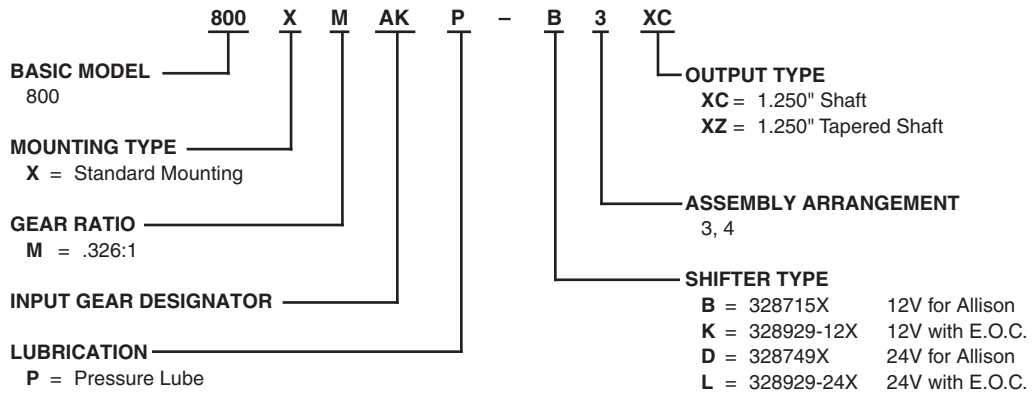 800 X M AK P – B 3 XC
BASIC MODEL
800
MOUNTING TYPE
X = Standard Mounting
GEAR RATIO
M = .326:1
INPUT GEAR DESIGNATOR
LUBRICATION
P = Pressure Lube
OUTPUT TYPE
XC = 1.250" Shaft
XZ = 1.250" Tapered Shaft
ASSEMBLY ARRANGEMENT
3, 4
SHIFTER TYPE
B = 328715X 12V for Allison
K = 328929-12X 12V with E.O.C.
D = 328749X 24V for Allison
L = 328929-24X 24V with E.O.C.